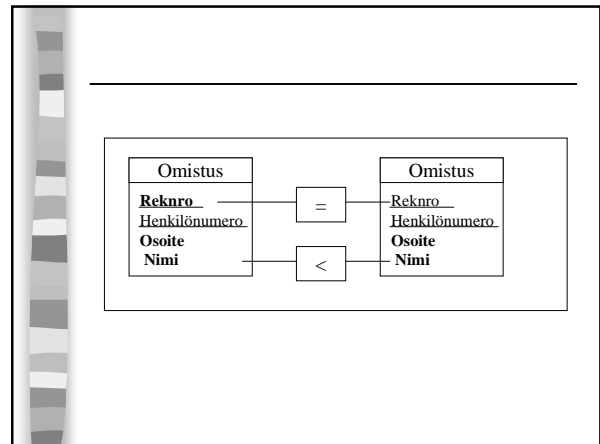 Omistus
Reknro
Henkilönumero
Osoite
Nimi
=
<
Omistus
Reknro
Henkilönumero
Osoite
Nimi